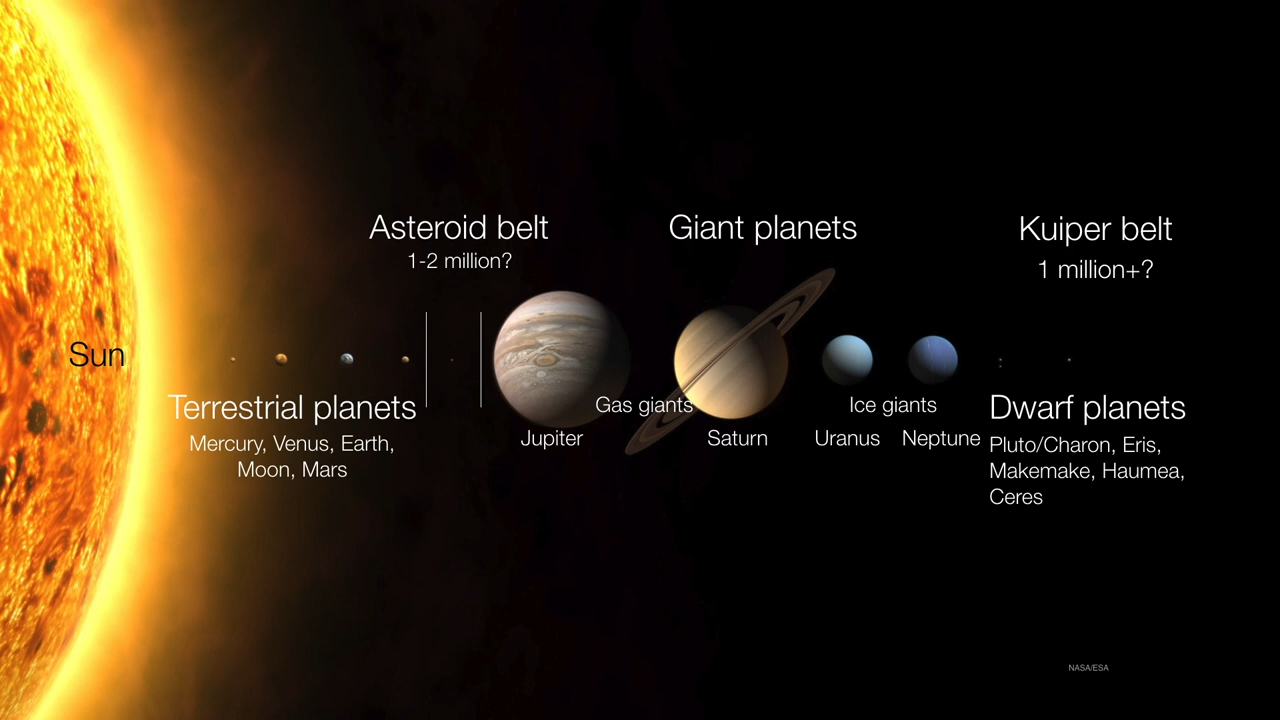 Asteroid belt
1-2 million?
Giant planets
Kuiper belt
1 million+?
Sun
Terrestrial planets
Mercury, Venus, Earth,
Moon, Mars
Gas giants
Jupiter
Saturn
Ice giants
Uranus
Neptune
Dwarf planets
Pluto/Charon, Eris,
Makemake, Haumea,
Ceres
NASA/ESA